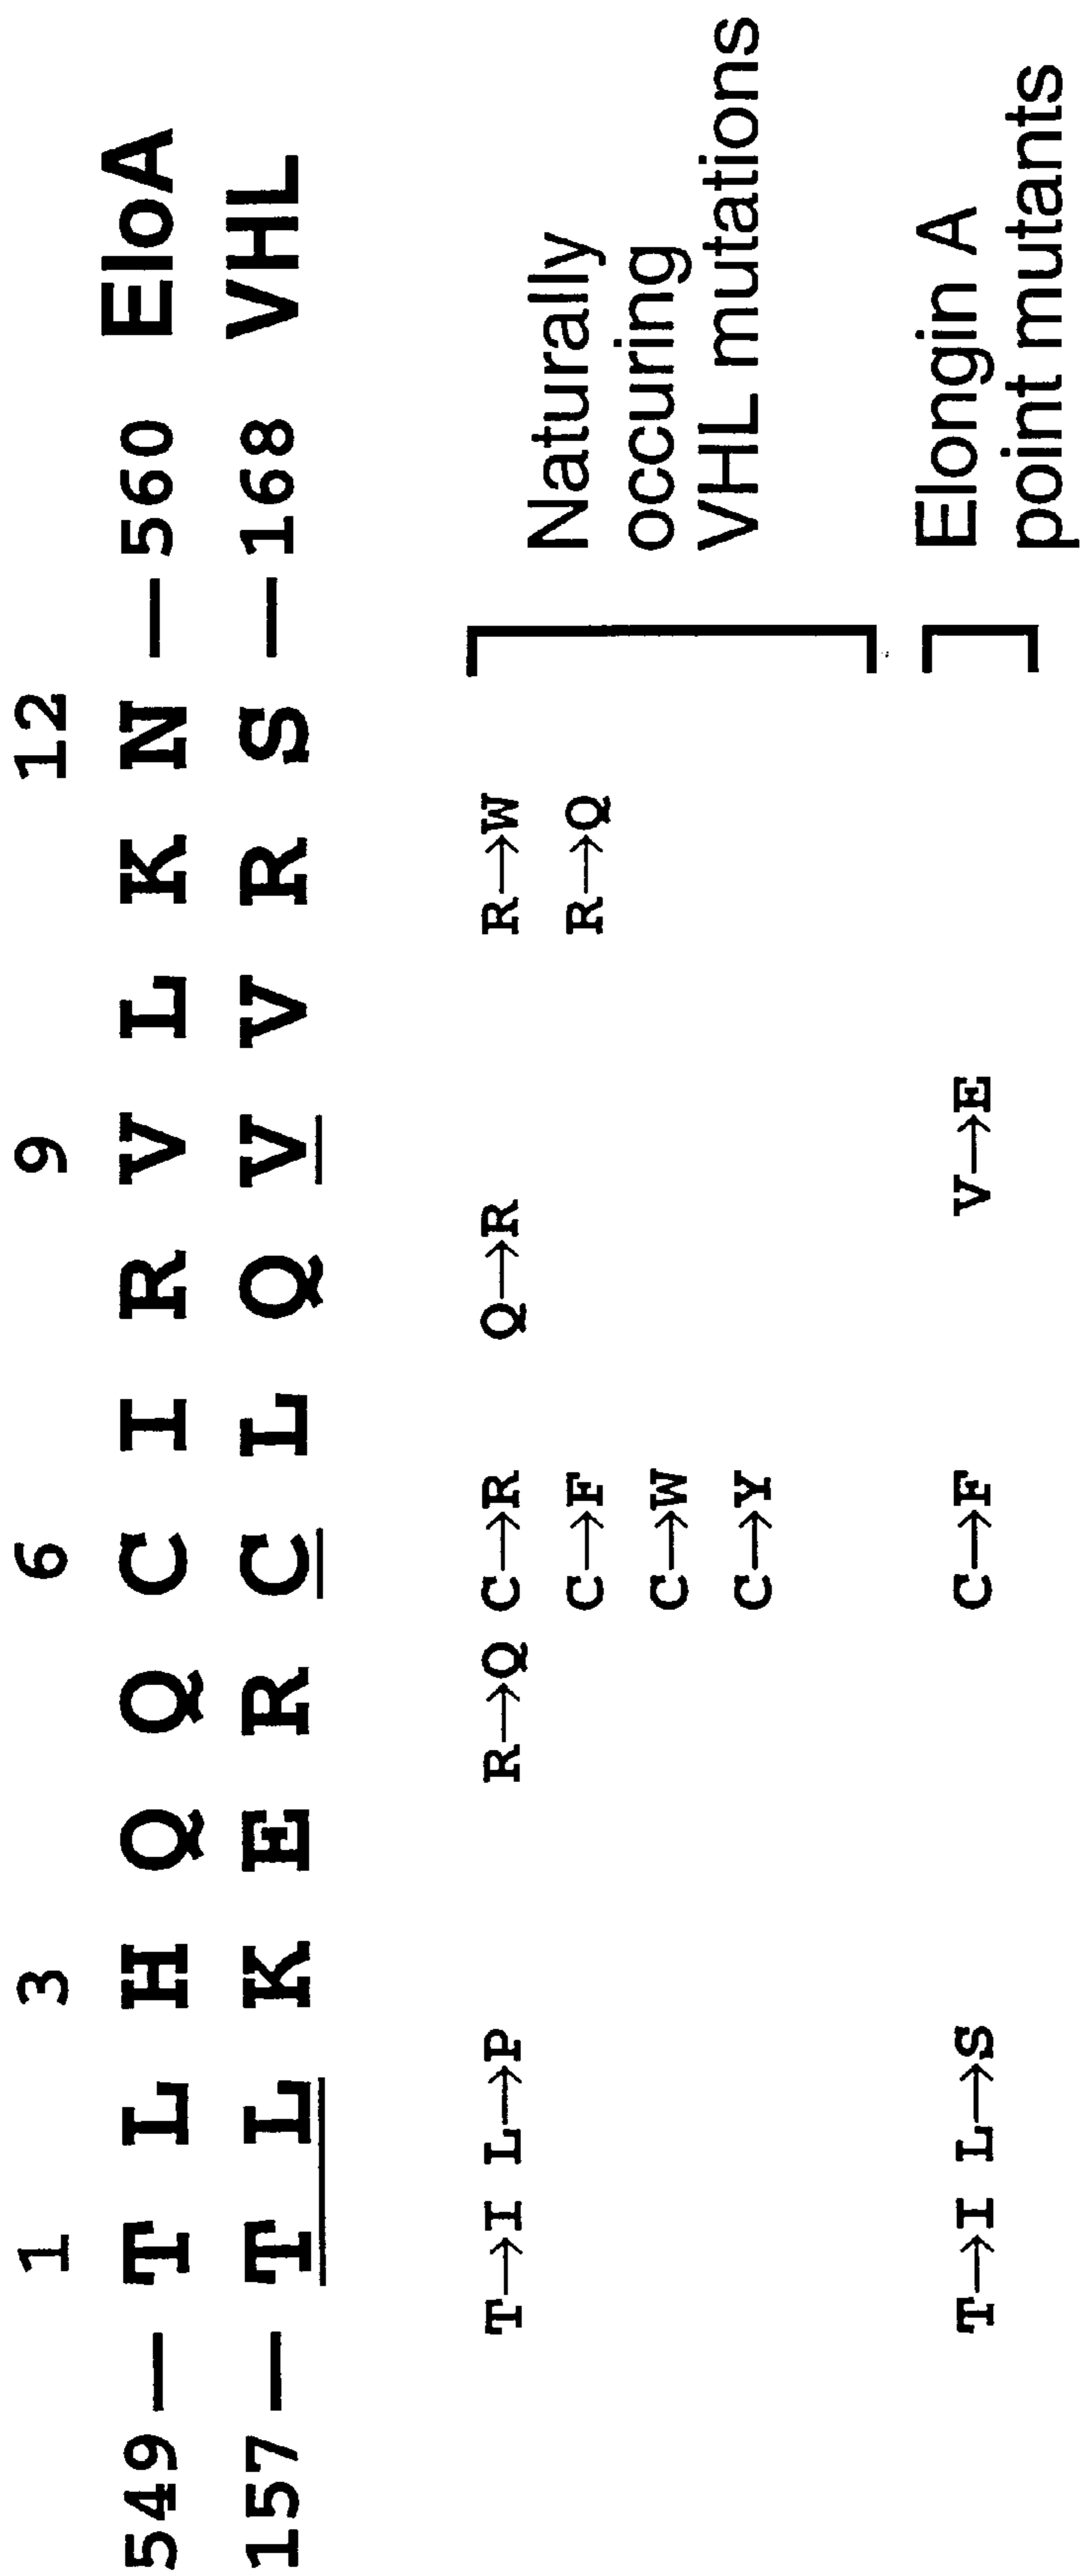 1 3 6 9 12
549—T L H Q Q C I R V L K N—560 EloA
157—T L K E R C L Q V V R S—168 VHL
T→I L→P R→Q C→R Q→R R→W
C→F R→Q
C→W
C→Y
Naturally
occuring
VHL mutations
T→I L→S C→F V→E
Elongin A
point mutants